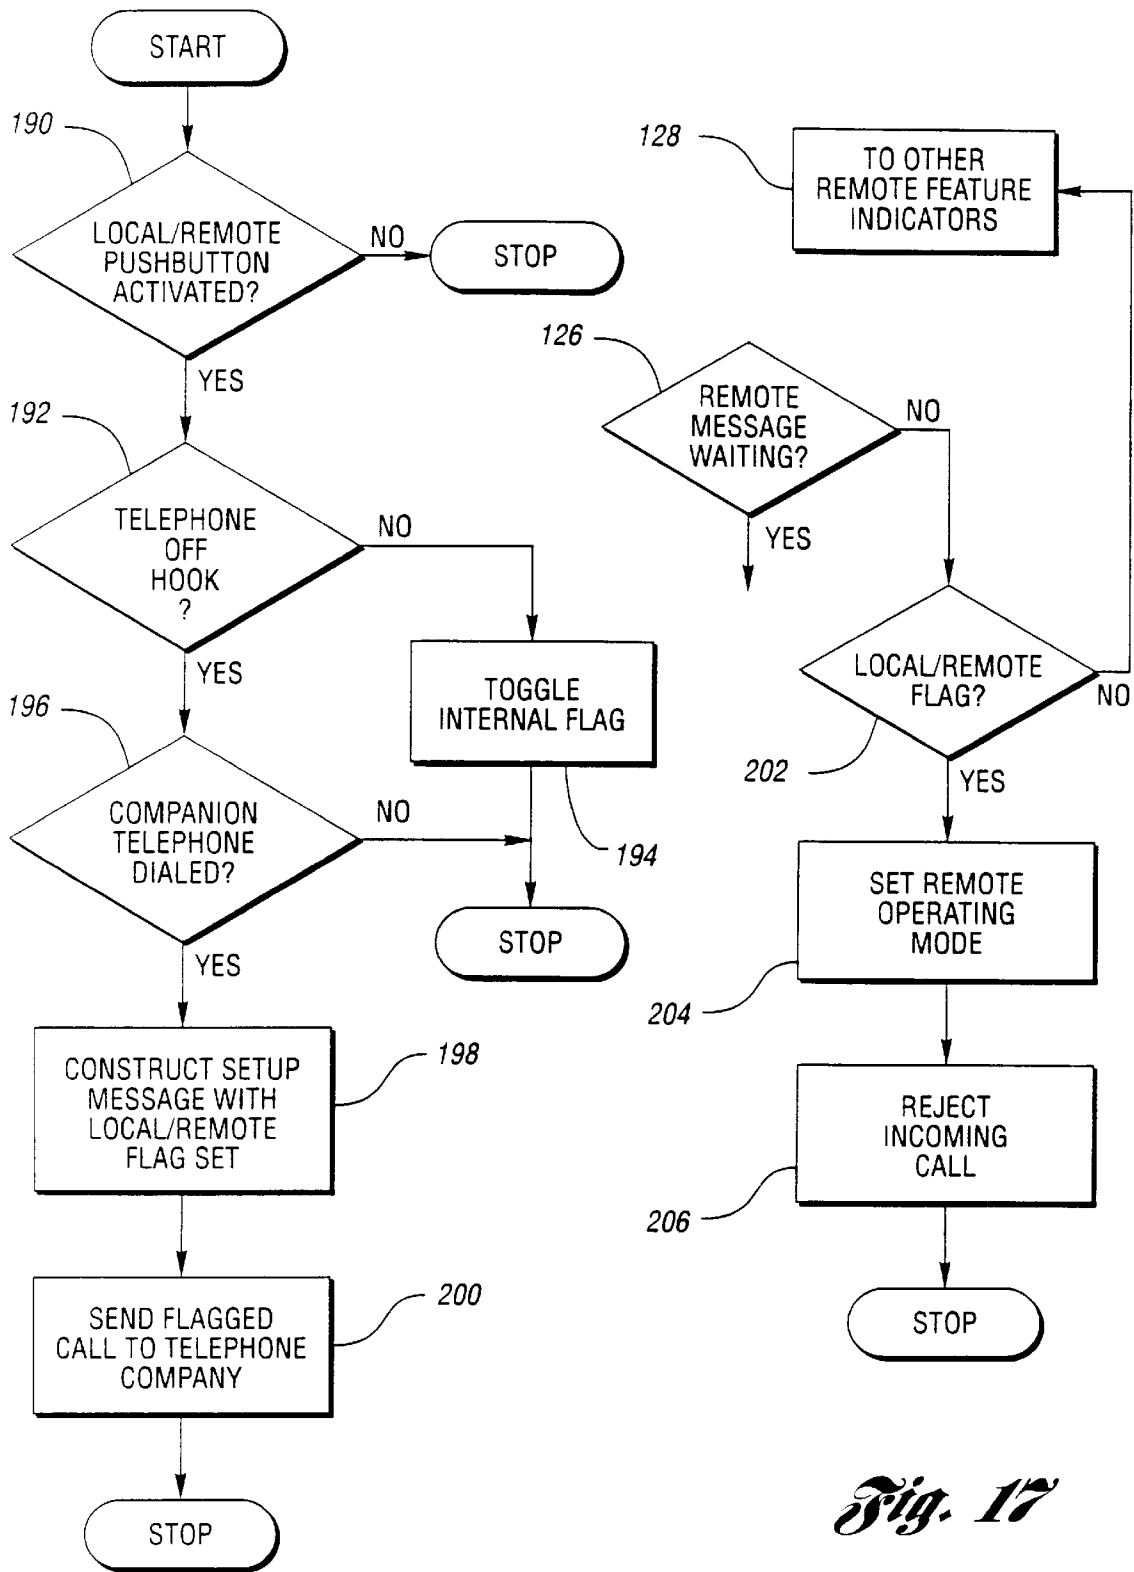 START
190
LOCAL/REMOTE
PUSHBUTTON
ACTIVATED?
NO
STOP
YES
192
TELEPHONE
OFF
HOOK
?
NO
YES
TOGGLE
INTERNAL FLAG
194
196
COMPANION
TELEPHONE
DIALED?
NO
STOP
YES
CONSTRUCT SETUP
MESSAGE WITH
LOCAL/REMOTE
FLAG SET
198
SEND FLAGGED
CALL TO TELEPHONE
COMPANY
200
STOP
128
TO OTHER
REMOTE FEATURE
INDICATORS
126
REMOTE
MESSAGE
WAITING?
NO
YES
LOCAL/REMOTE
FLAG?
NO
202
YES
SET REMOTE
OPERATING
MODE
204
REJECT
INCOMING
CALL
206
STOP
Fig. 17